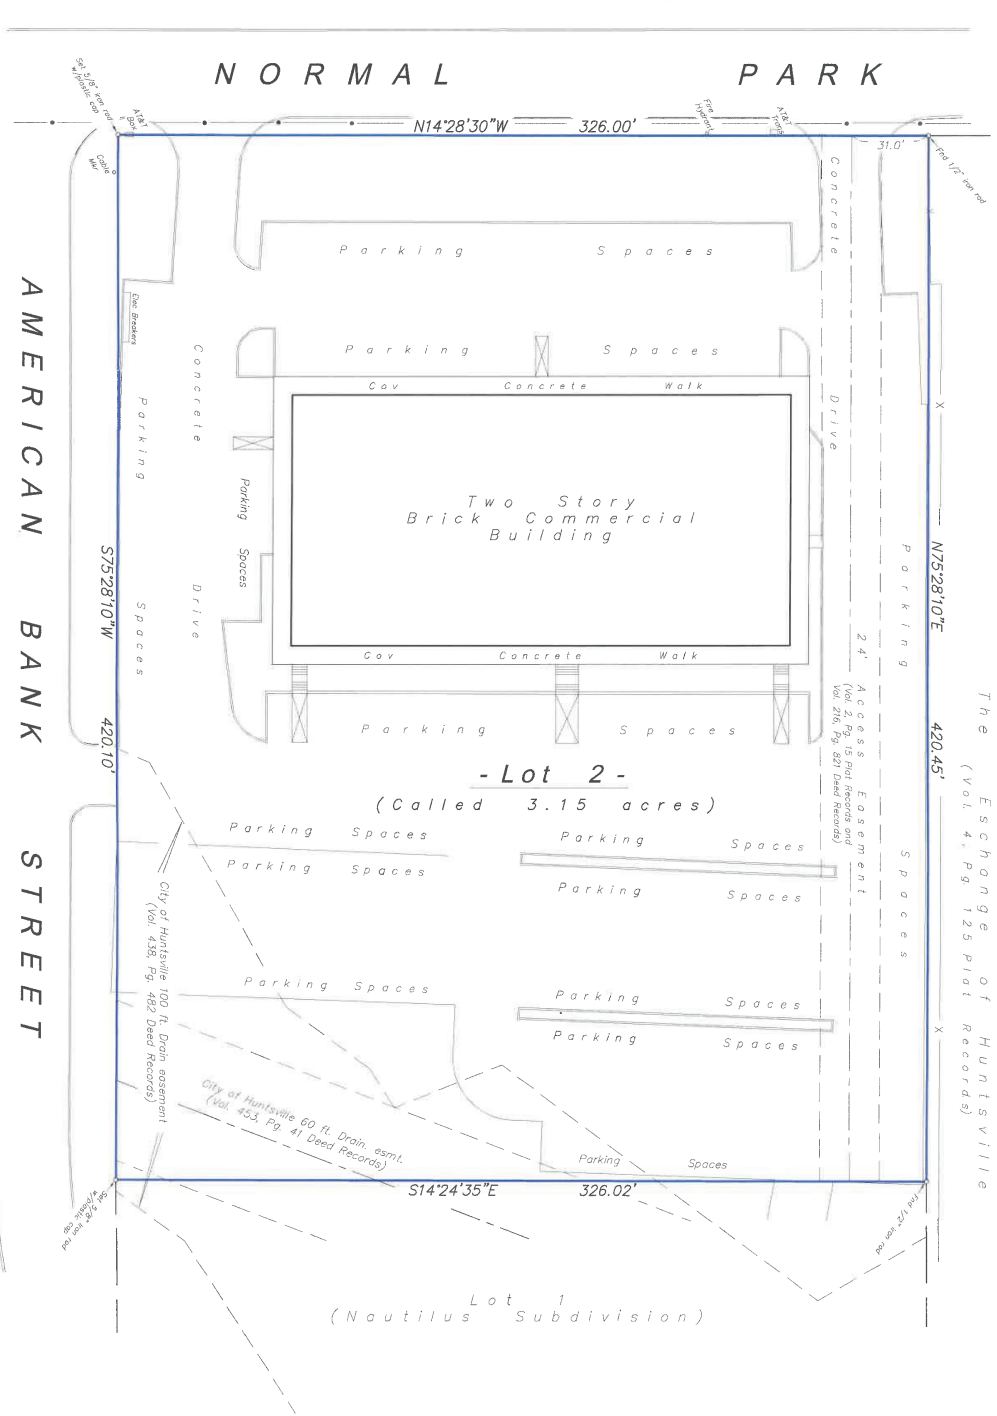 NORMAL PARK
Set 5/8" iron rod
w/plastic cap
AT&T
Box
Fire
Hydrant
AT&T
Trans
N14°28'30"W 326.00'
31.0'
Fnd 1/2" iron rod
Cable
Mkr
Concrete
Parking Spaces
Elec Breakers
Parking Spaces
Concrete
Cov Concrete Walk
Drive
Parking
Parking
Spaces
Two Story
Brick Commercial
Building
AMERICAN BANK STREET
S75°28'10"W 420.10'
N75°28'10"E 420.45'
Parking
Drive
Spaces
Cov Concrete Walk
24' Access Easement
(Vol. 2, Pg. 15 Plat Records and
Vol. 216, Pg. 821 Deed Records)
Parking Spaces
The Eschange of Huntsville
(Vol. 4, Pg. 125 Plat Records)
- Lot 2 -
(Called 3.15 acres)
Parking Spaces
Parking Spaces
Parking Spaces
Parking Spaces
Spaces
City of Huntsville 100 ft. Drain easement
(Vol. 438, Pg. 482 Deed Records)
Parking Spaces
Parking Spaces
Parking Spaces
City of Huntsville 60 ft. Drain. esmt.
(Vol. 453, Pg. 41 Deed Records)
Parking Spaces
S14°24'35"E 326.02'
Set 5/8" iron rod
w/plastic cap
Fnd 1/2" iron rod
Lot 1
(Nautilus Subdivision)